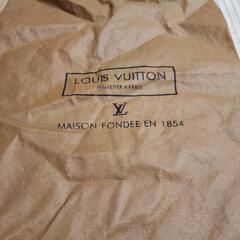 LOUIS VUITTON
MALLETIER A PARIS
LV
MAISON FONDEE EN 1854